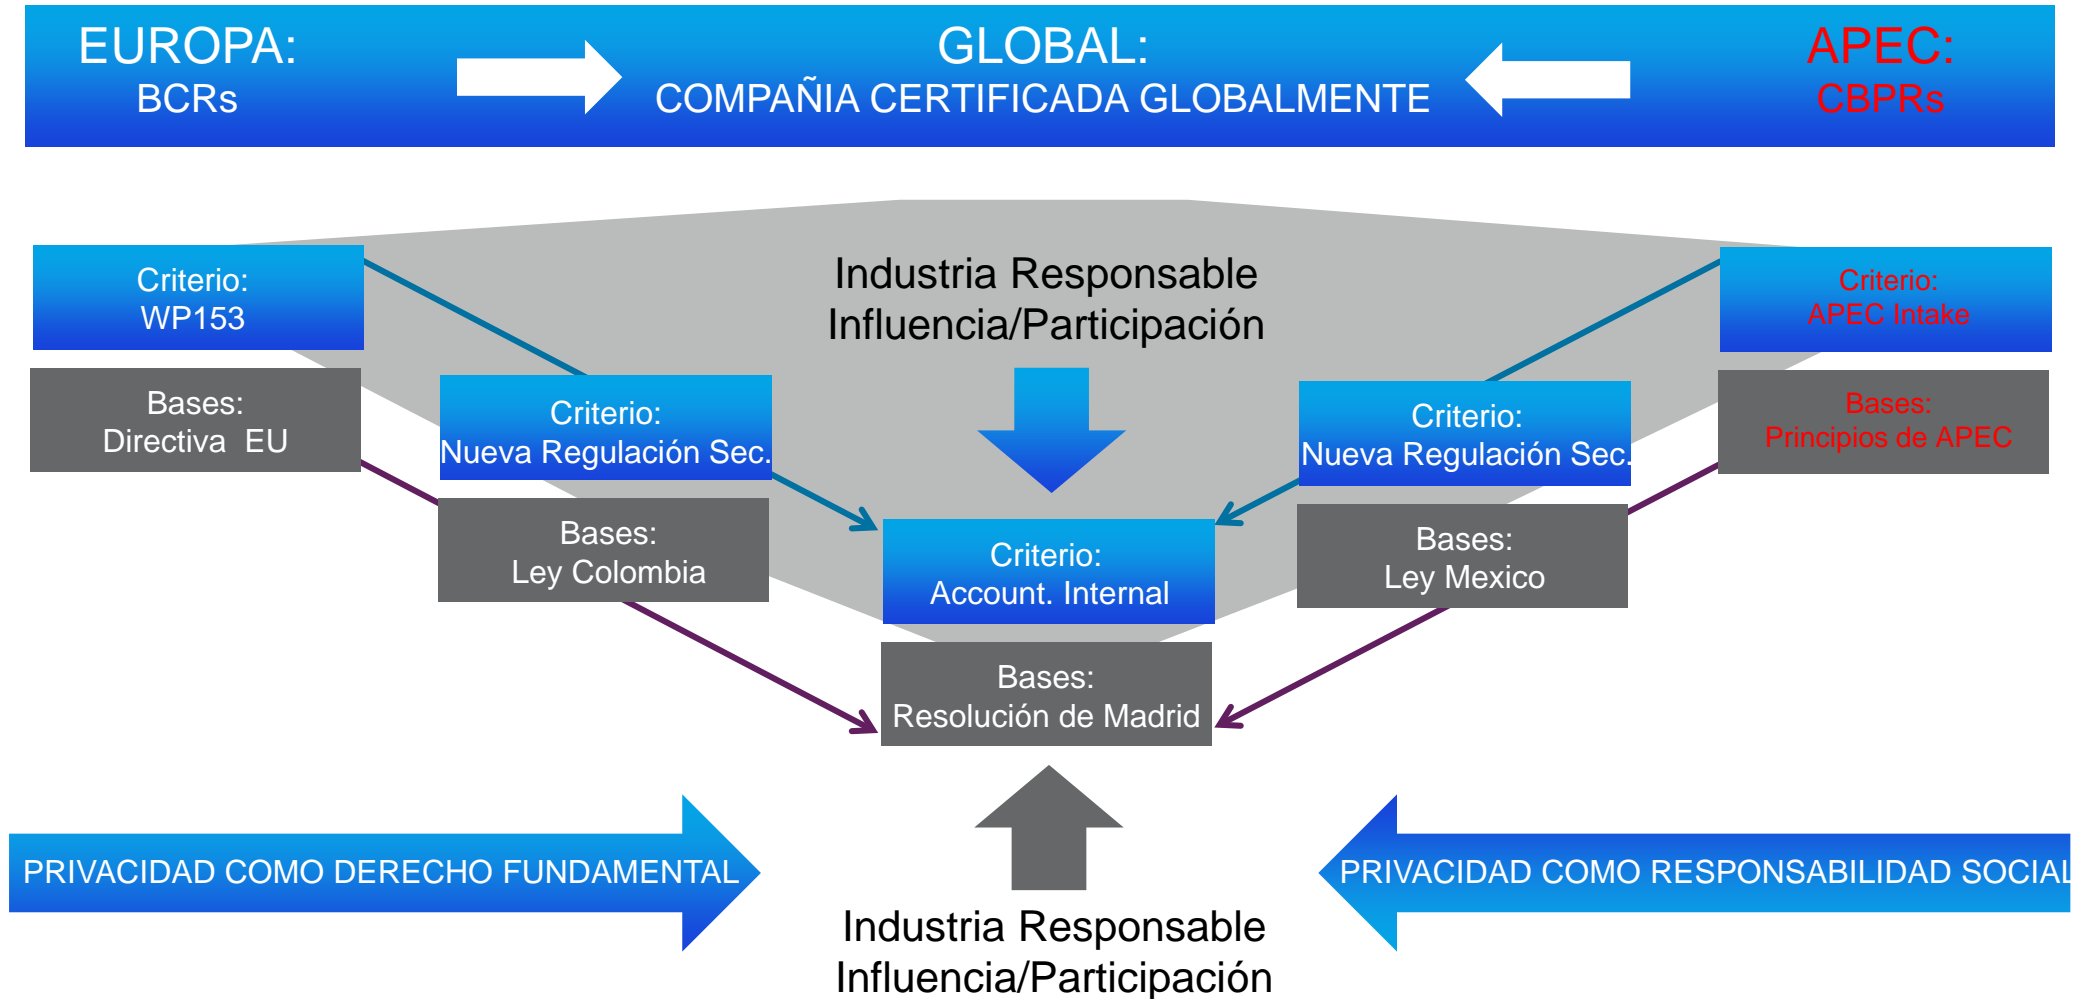 EUROPA:
BCRs
GLOBAL:
COMPAÑIA CERTIFICADA GLOBALMENTE
APEC:
CBPRs
Industria Responsable
Influencia/Participación
Criterio:
WP153
Bases:
Directiva EU
Criterio:
Nueva Regulación Sec.
Bases:
Ley Colombia
Criterio:
Account. Internal
Bases:
Resolución de Madrid
Criterio:
Nueva Regulación Sec.
Bases:
Ley Mexico
Criterio:
APEC Intake
Bases:
Principios de APEC
PRIVACIDAD COMO DERECHO FUNDAMENTAL
PRIVACIDAD COMO RESPONSABILIDAD SOCIAL
Industria Responsable
Influencia/Participación